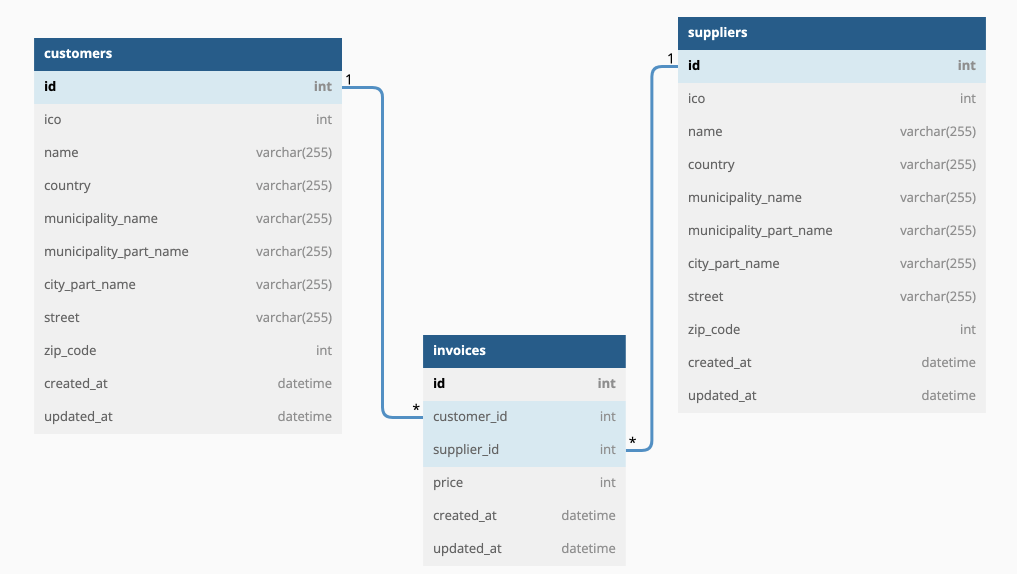 customers
id int
ico int
name varchar(255)
country varchar(255)
municipality_name varchar(255)
municipality_part_name varchar(255)
city_part_name varchar(255)
street varchar(255)
zip_code int
created_at datetime
updated_at datetime
1
*
invoices
id int
customer_id int
supplier_id int
price int
created_at datetime
updated_at datetime
*
1
suppliers
id int
ico int
name varchar(255)
country varchar(255)
municipality_name varchar(255)
municipality_part_name varchar(255)
city_part_name varchar(255)
street varchar(255)
zip_code int
created_at datetime
updated_at datetime